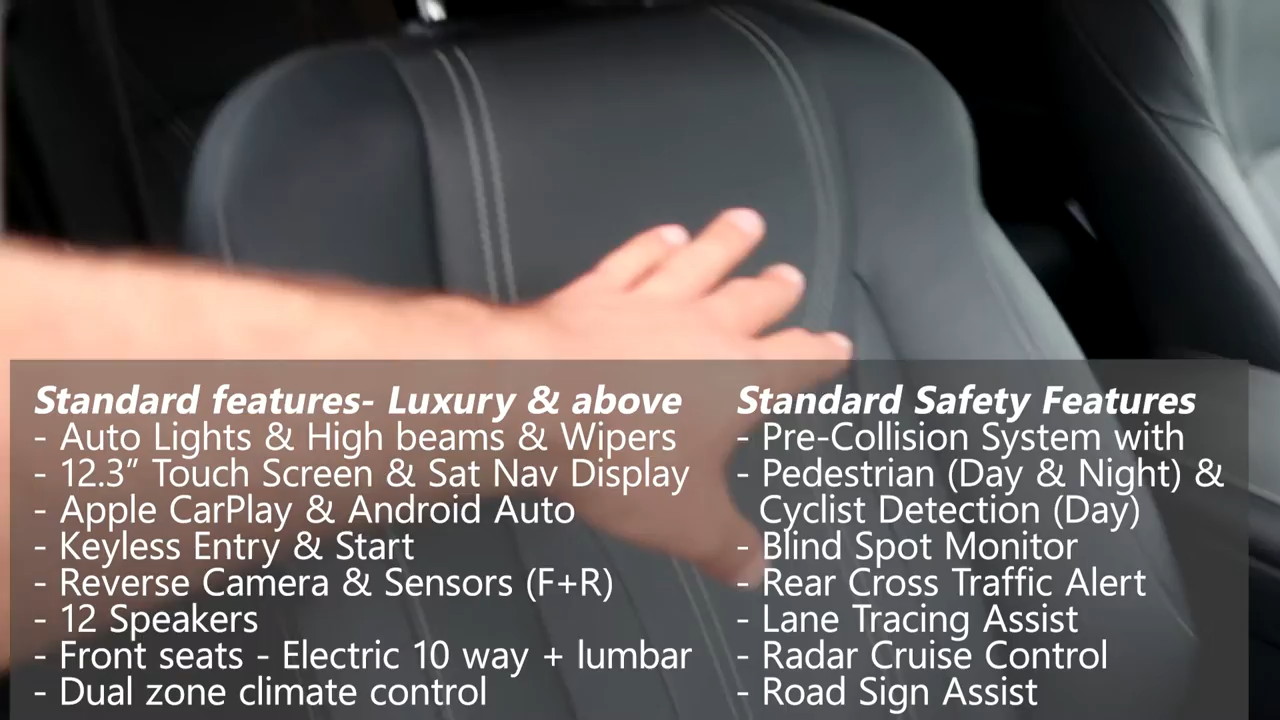 Standard features- Luxury & above
- Auto Lights & High beams & Wipers
- 12.3” Touch Screen & Sat Nav Display
- Apple CarPlay & Android Auto
- Keyless Entry & Start
- Reverse Camera & Sensors (F+R)
- 12 Speakers
- Front seats - Electric 10 way + lumbar
- Dual zone climate control
Standard Safety Features
- Pre-Collision System with
- Pedestrian (Day & Night) &
Cyclist Detection (Day)
- Blind Spot Monitor
- Rear Cross Traffic Alert
- Lane Tracing Assist
- Radar Cruise Control
- Road Sign Assist